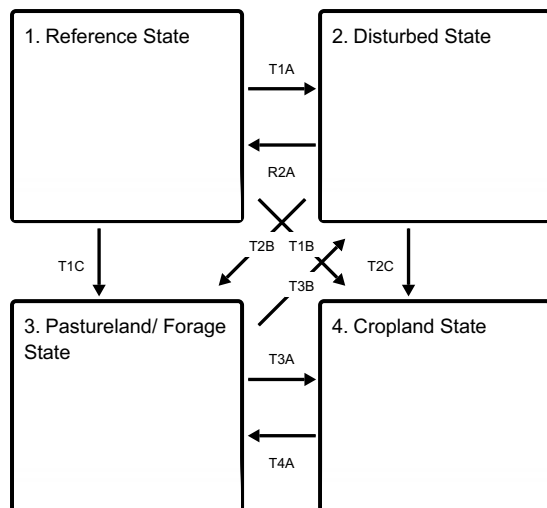 1. Reference State
2. Disturbed State
T1A
R2A
T2B
T1B
T1C
T2C
T3B
3. Pastureland/ Forage
State
4. Cropland State
T3A
T4A